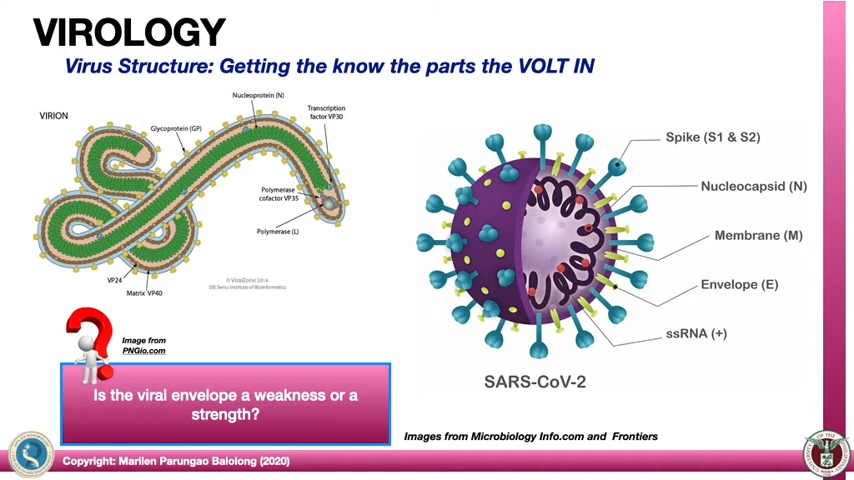 VIROLOGY
Virus Structure: Getting the know the parts the VOLT IN
VIRION
Nucleoprotein (N)
Transcription
factor VP30
Glycoprotein (GP)
Polymerase
cofactor VP35
Polymerase (L)
VP24
Matrix VP40
© ViralZone 2014
SIB Swiss Institute of Bioinformatics
Spike (S1 & S2)
Nucleocapsid (N)
Membrane (M)
Envelope (E)
ssRNA (+)
SARS-CoV-2
Image from
PNGio.com
Is the viral envelope a weakness or a
strength?
Images from Microbiology Info.com and Frontiers
Copyright: Marilen Parungao Balolong (2020)